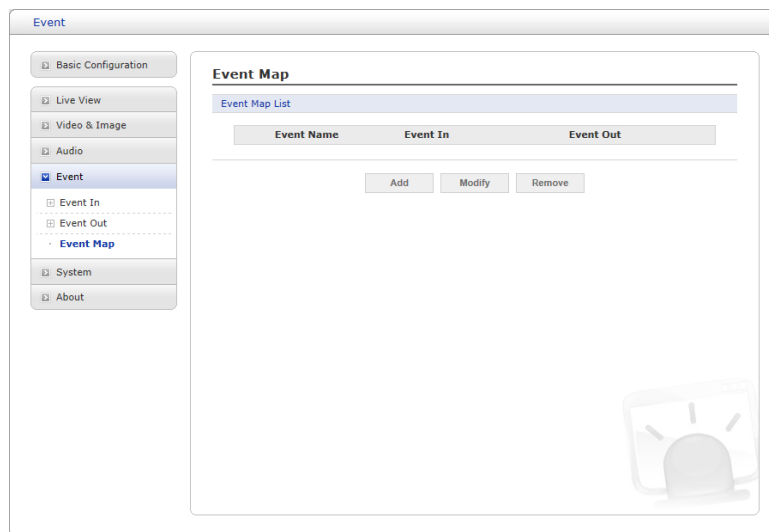 Event
Basic Configuration
Live View
Video & Image
Audio
Event
Event In
Event Out
Event Map
System
About
Event Map
Event Map List
Event Name Event In Event Out
Add Modify Remove